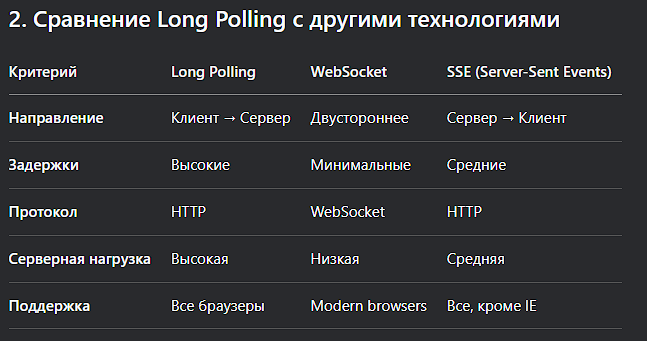 2. Сравнение Long Polling с другими технологиями
Критерий Long Polling WebSocket SSE (Server-Sent Events)
Направление Клиент → Сервер Двустороннее Сервер → Клиент
Задержки Высокие Минимальные Средние
Протокол HTTP WebSocket HTTP
Серверная нагрузка Высокая Низкая Средняя
Поддержка Все браузеры Modern browsers Все, кроме IE